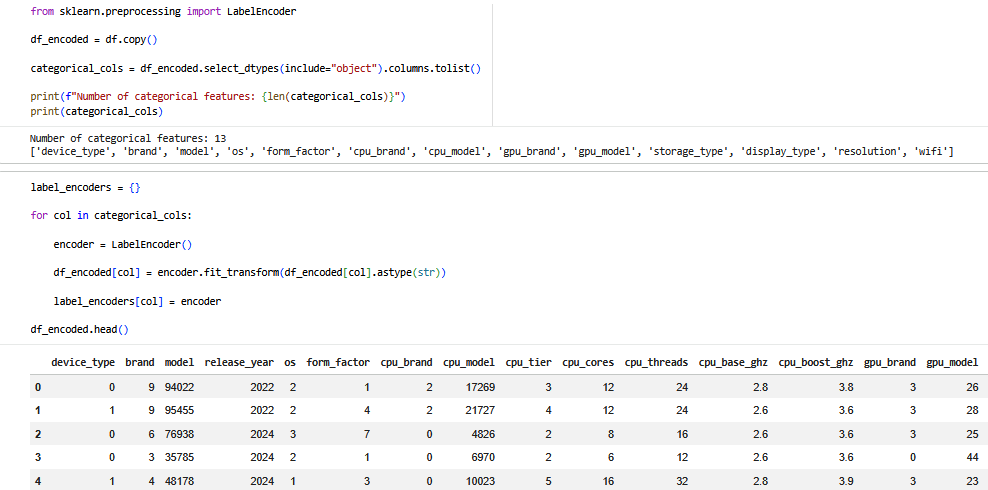 from sklearn.preprocessing import LabelEncoder
df_encoded = df.copy()
categorical_cols = df_encoded.select_dtypes(include="object").columns.tolist()
print(f"Number of categorical features: {len(categorical_cols)}")
print(categorical_cols)
Number of categorical features: 13
['device_type', 'brand', 'model', 'os', 'form_factor', 'cpu_brand', 'cpu_model', 'gpu_brand', 'gpu_model', 'storage_type', 'display_type', 'resolution', 'wifi']
label_encoders = {}
for col in categorical_cols:
    encoder = LabelEncoder()
    df_encoded[col] = encoder.fit_transform(df_encoded[col].astype(str))
    label_encoders[col] = encoder
df_encoded.head()
device_type brand model release_year os form_factor cpu_brand cpu_model cpu_tier cpu_cores cpu_threads cpu_base_ghz cpu_boost_ghz gpu_brand gpu_model
0 0 9 94022 2022 2 1 2 17269 3 12 24 2.8 3.8 3 26
1 1 9 95455 2022 2 4 2 21727 4 12 24 2.6 3.6 3 28
2 0 6 76938 2024 3 7 0 4826 2 8 16 2.6 3.6 3 25
3 0 3 35785 2024 2 1 0 6970 2 6 12 2.6 3.6 0 44
4 1 4 48178 2024 1 3 0 10023 5 16 32 2.8 3.9 3 23